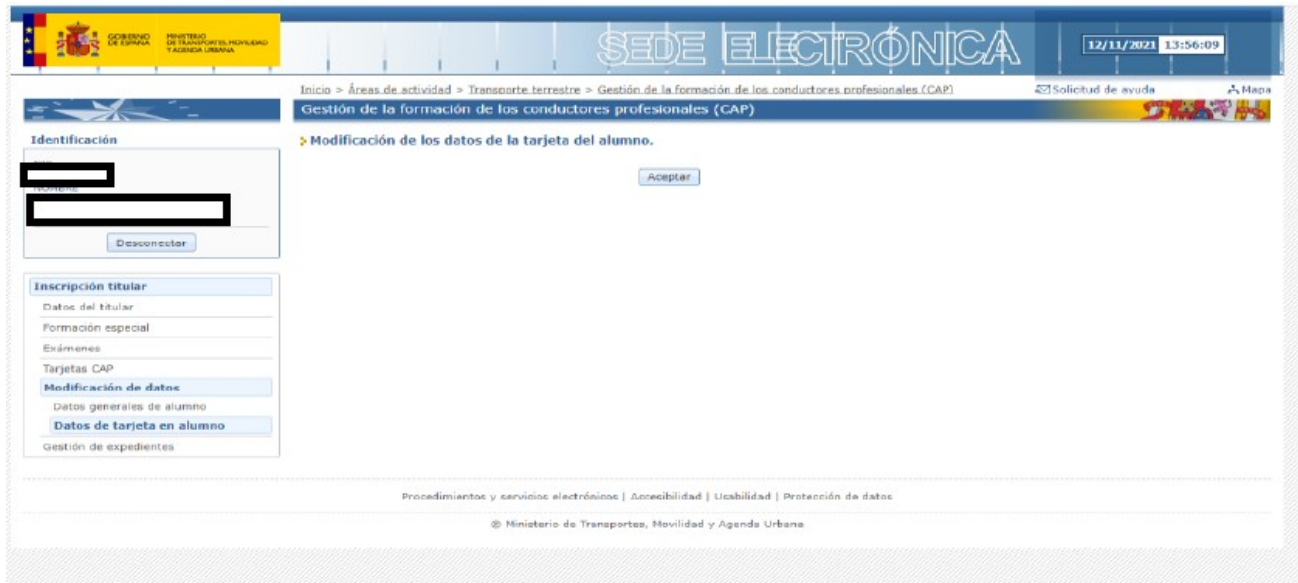 GOBIERNO DE ESPAÑA
MINISTERIO DE TRANSPORTES, MOVILIDAD Y AGENDA URBANA
SEDE ELECTRÓNICA
12/11/2021 13:56:09
Inicio > Áreas de actividad > Transporte terrestre > Gestión de la formación de los conductores profesionales (CAP)
Solicitud de ayuda
Mapa
Gestión de la formación de los conductores profesionales (CAP)
Identificación
NOMBRE
Desconectar
Modificación de los datos de la tarjeta del alumno.
Aceptar
Inscripción titular
Datos del titular
Formación especial
Exámenes
Tarjetas CAP
Modificación de datos
Datos generales de alumno
Datos de tarjeta en alumno
Gestión de expedientes
Procedimientos y servicios electrónicos | Accesibilidad | Usabilidad | Protección de datos
© Ministerio de Transportes, Movilidad y Agenda Urbana